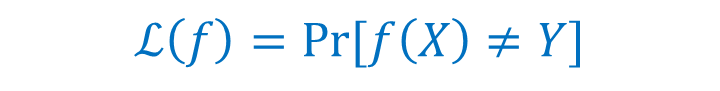 ℒ(𝑓) = Pr[𝑓(𝑋) ≠ 𝑌]